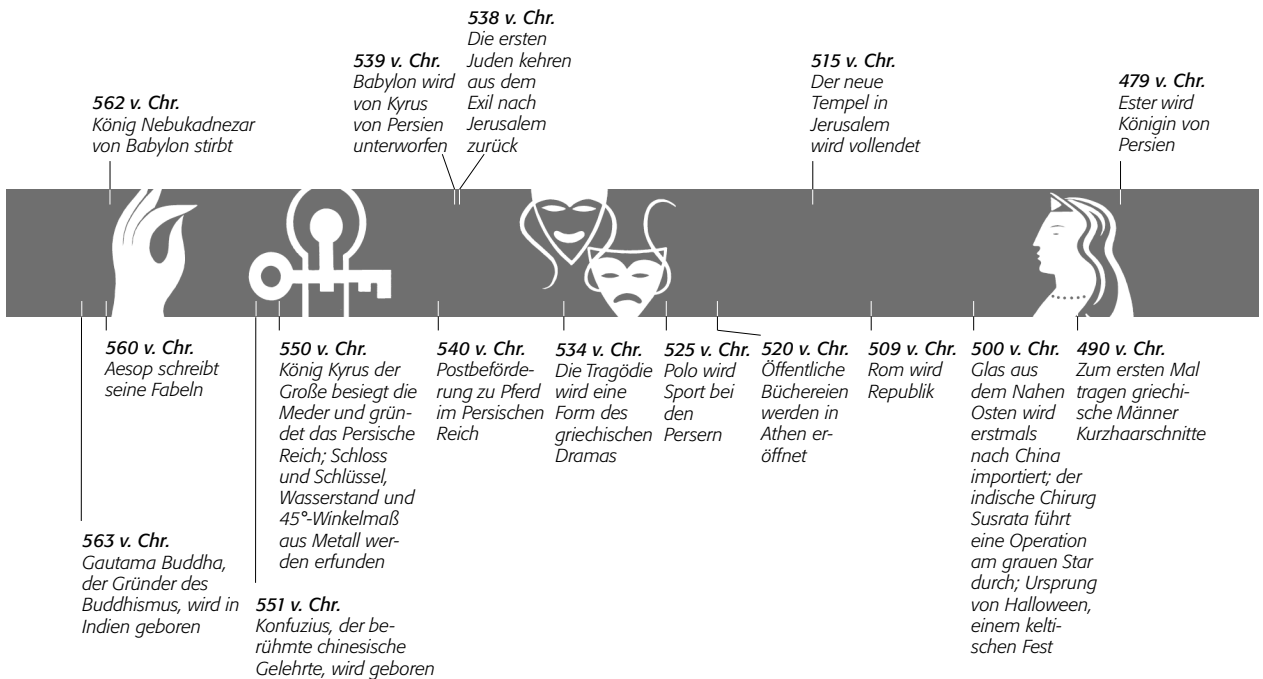 562 v. Chr.
König Nebukadnezar
von Babylon stirbt
539 v. Chr.
Babylon wird
von Kyrus
von Persien
unterworfen
538 v. Chr.
Die ersten
Juden kehren
aus dem
Exil nach
Jerusalem
zurück
515 v. Chr.
Der neue
Tempel in
Jerusalem
wird vollendet
479 v. Chr.
Ester wird
Königin von
Persien
563 v. Chr.
Gautama Buddha,
der Gründer des
Buddhismus, wird in
Indien geboren
560 v. Chr.
Aesop schreibt
seine Fabeln
551 v. Chr.
Konfuzius, der be-
rühmte chinesische
Gelehrte, wird geboren
550 v. Chr.
König Kyrus der
Große besiegt die
Meder und grün-
det das Persische
Reich; Schloss
und Schlüssel,
Wasserstand und
45°-Winkelmaß
aus Metall wer-
den erfunden
540 v. Chr.
Postbeförde-
rung zu Pferd
im Persischen
Reich
534 v. Chr.
Die Tragödie
wird eine
Form des
griechischen
Dramas
525 v. Chr.
Polo wird
Sport bei
den
Persern
520 v. Chr.
Öffentliche
Büchereien
werden in
Athen er-
öffnet
509 v. Chr.
Rom wird
Republik
500 v. Chr.
Glas aus
dem Nahen
Osten wird
erstmals
nach China
importiert; der
indische Chirurg
Susrata führt
eine Operation
am grauen Star
durch; Ursprung
von Halloween,
einem kelti-
schen Fest
490 v. Chr.
Zum ersten Mal
tragen griechi-
sche Männer
Kurzhaarschnitte